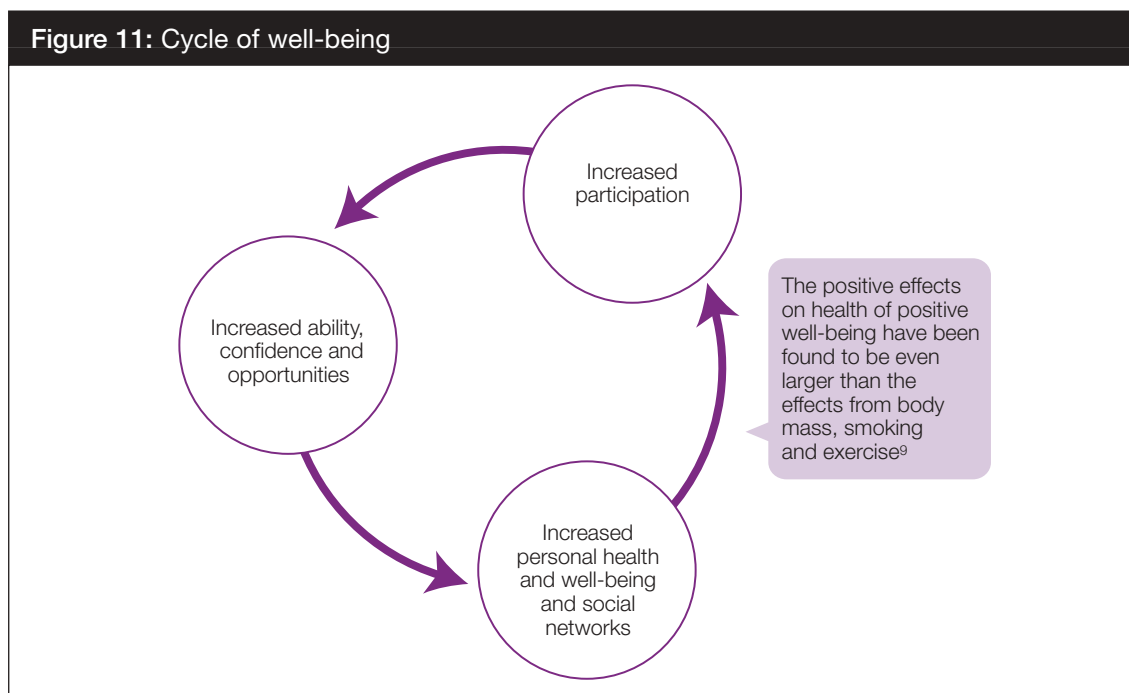 Figure 11: Cycle of well-being
Increased
participation
Increased ability,
confidence and
opportunities
The positive effects
on health of positive
well-being have been
found to be even
larger than the
effects from body
mass, smoking
and exercise⁹
Increased
personal health
and well-being
and social
networks